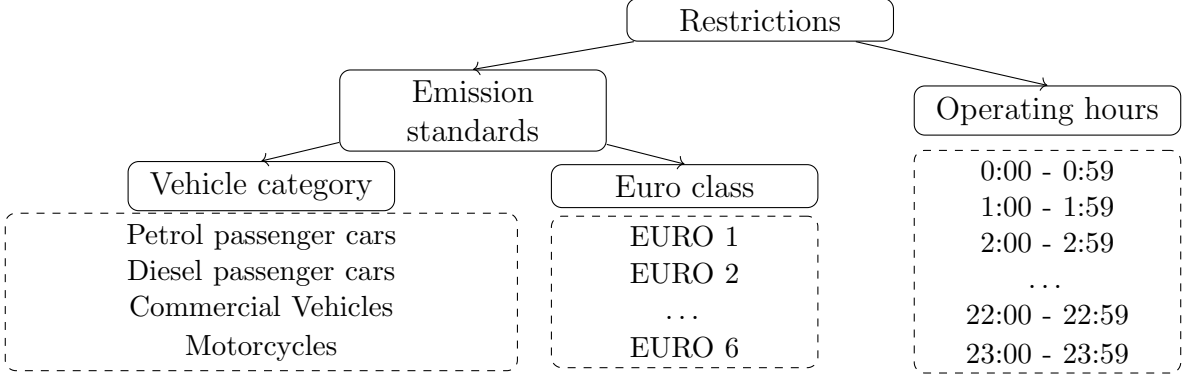 Restrictions
Emission
standards
Operating hours
Vehicle category
Euro class
Petrol passenger cars
Diesel passenger cars
Commercial Vehicles
Motorcycles
EURO 1
EURO 2
...
EURO 6
0:00 - 0:59
1:00 - 1:59
2:00 - 2:59
...
22:00 - 22:59
23:00 - 23:59